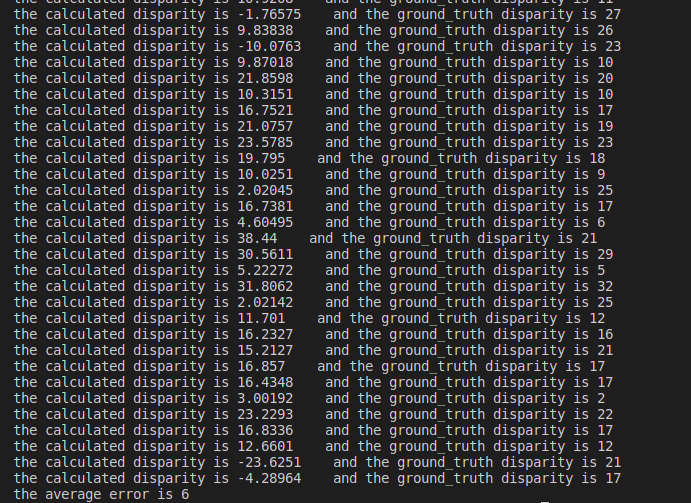 the calculated disparity is -1.76575 and the ground_truth disparity is 27
the calculated disparity is 9.83838 and the ground_truth disparity is 26
the calculated disparity is -10.0763 and the ground_truth disparity is 23
the calculated disparity is 9.87018 and the ground_truth disparity is 10
the calculated disparity is 21.8598 and the ground_truth disparity is 20
the calculated disparity is 10.3151 and the ground_truth disparity is 10
the calculated disparity is 16.7521 and the ground_truth disparity is 17
the calculated disparity is 21.0757 and the ground_truth disparity is 19
the calculated disparity is 23.5785 and the ground_truth disparity is 23
the calculated disparity is 19.795 and the ground_truth disparity is 18
the calculated disparity is 10.0251 and the ground_truth disparity is 9
the calculated disparity is 2.02045 and the ground_truth disparity is 25
the calculated disparity is 16.7381 and the ground_truth disparity is 17
the calculated disparity is 4.60495 and the ground_truth disparity is 6
the calculated disparity is 38.44 and the ground_truth disparity is 21
the calculated disparity is 30.5611 and the ground_truth disparity is 29
the calculated disparity is 5.22272 and the ground_truth disparity is 5
the calculated disparity is 31.8062 and the ground_truth disparity is 32
the calculated disparity is 2.02142 and the ground_truth disparity is 25
the calculated disparity is 11.701 and the ground_truth disparity is 12
the calculated disparity is 16.2327 and the ground_truth disparity is 16
the calculated disparity is 15.2127 and the ground_truth disparity is 21
the calculated disparity is 16.857 and the ground_truth disparity is 17
the calculated disparity is 16.4348 and the ground_truth disparity is 17
the calculated disparity is 3.00192 and the ground_truth disparity is 2
the calculated disparity is 23.2293 and the ground_truth disparity is 22
the calculated disparity is 16.8336 and the ground_truth disparity is 17
the calculated disparity is 12.6601 and the ground_truth disparity is 12
the calculated disparity is -23.6251 and the ground_truth disparity is 21
the calculated disparity is -4.28964 and the ground_truth disparity is 17
the average error is 6